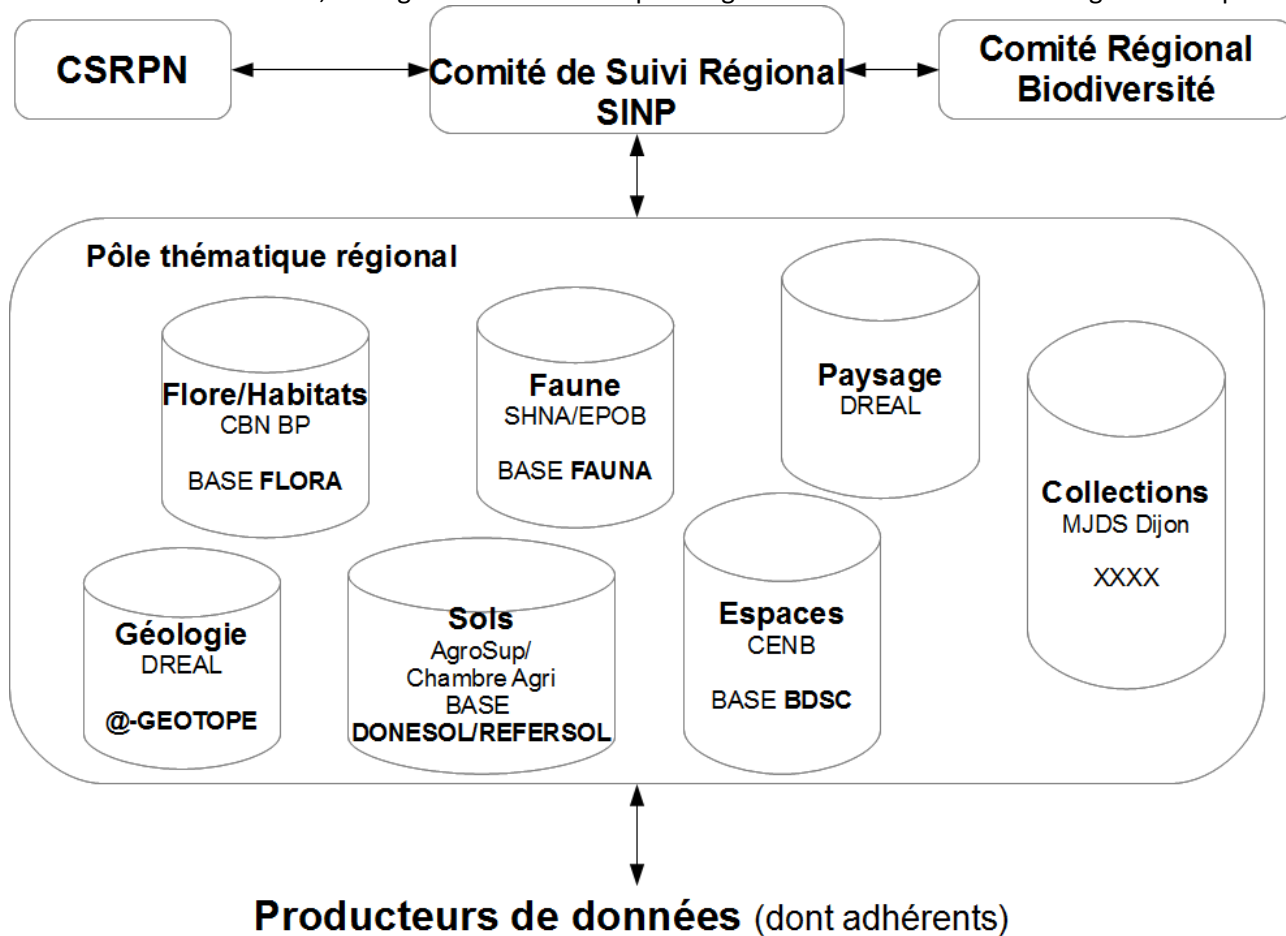 CSRPN
Comité de Suivi Régional
SINP
Comité Régional
Biodiversité
Pôle thématique régional
Flore/Habitats
CBN BP
BASE FLORA
Faune
SHNA/EPOB
BASE FAUNA
Paysage
DREAL
Collections
MJDS Dijon
XXXX
Géologie
DREAL
@-GEOTOPE
Sols
AgroSup/
Chambre Agri
BASE
DONESOL/REFERSOL
Espaces
CENB
BASE BDSC
Producteurs de données (dont adhérents)